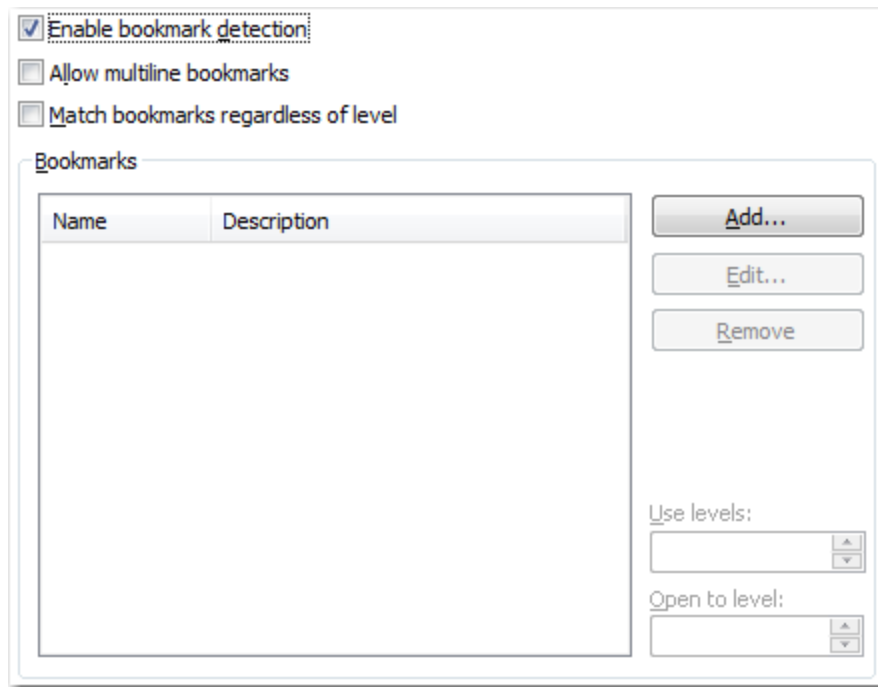 Enable bookmark detection
Allow multiline bookmarks
Match bookmarks regardless of level
Bookmarks
Name Description
Add...
Edit...
Remove
Use levels:
Open to level: